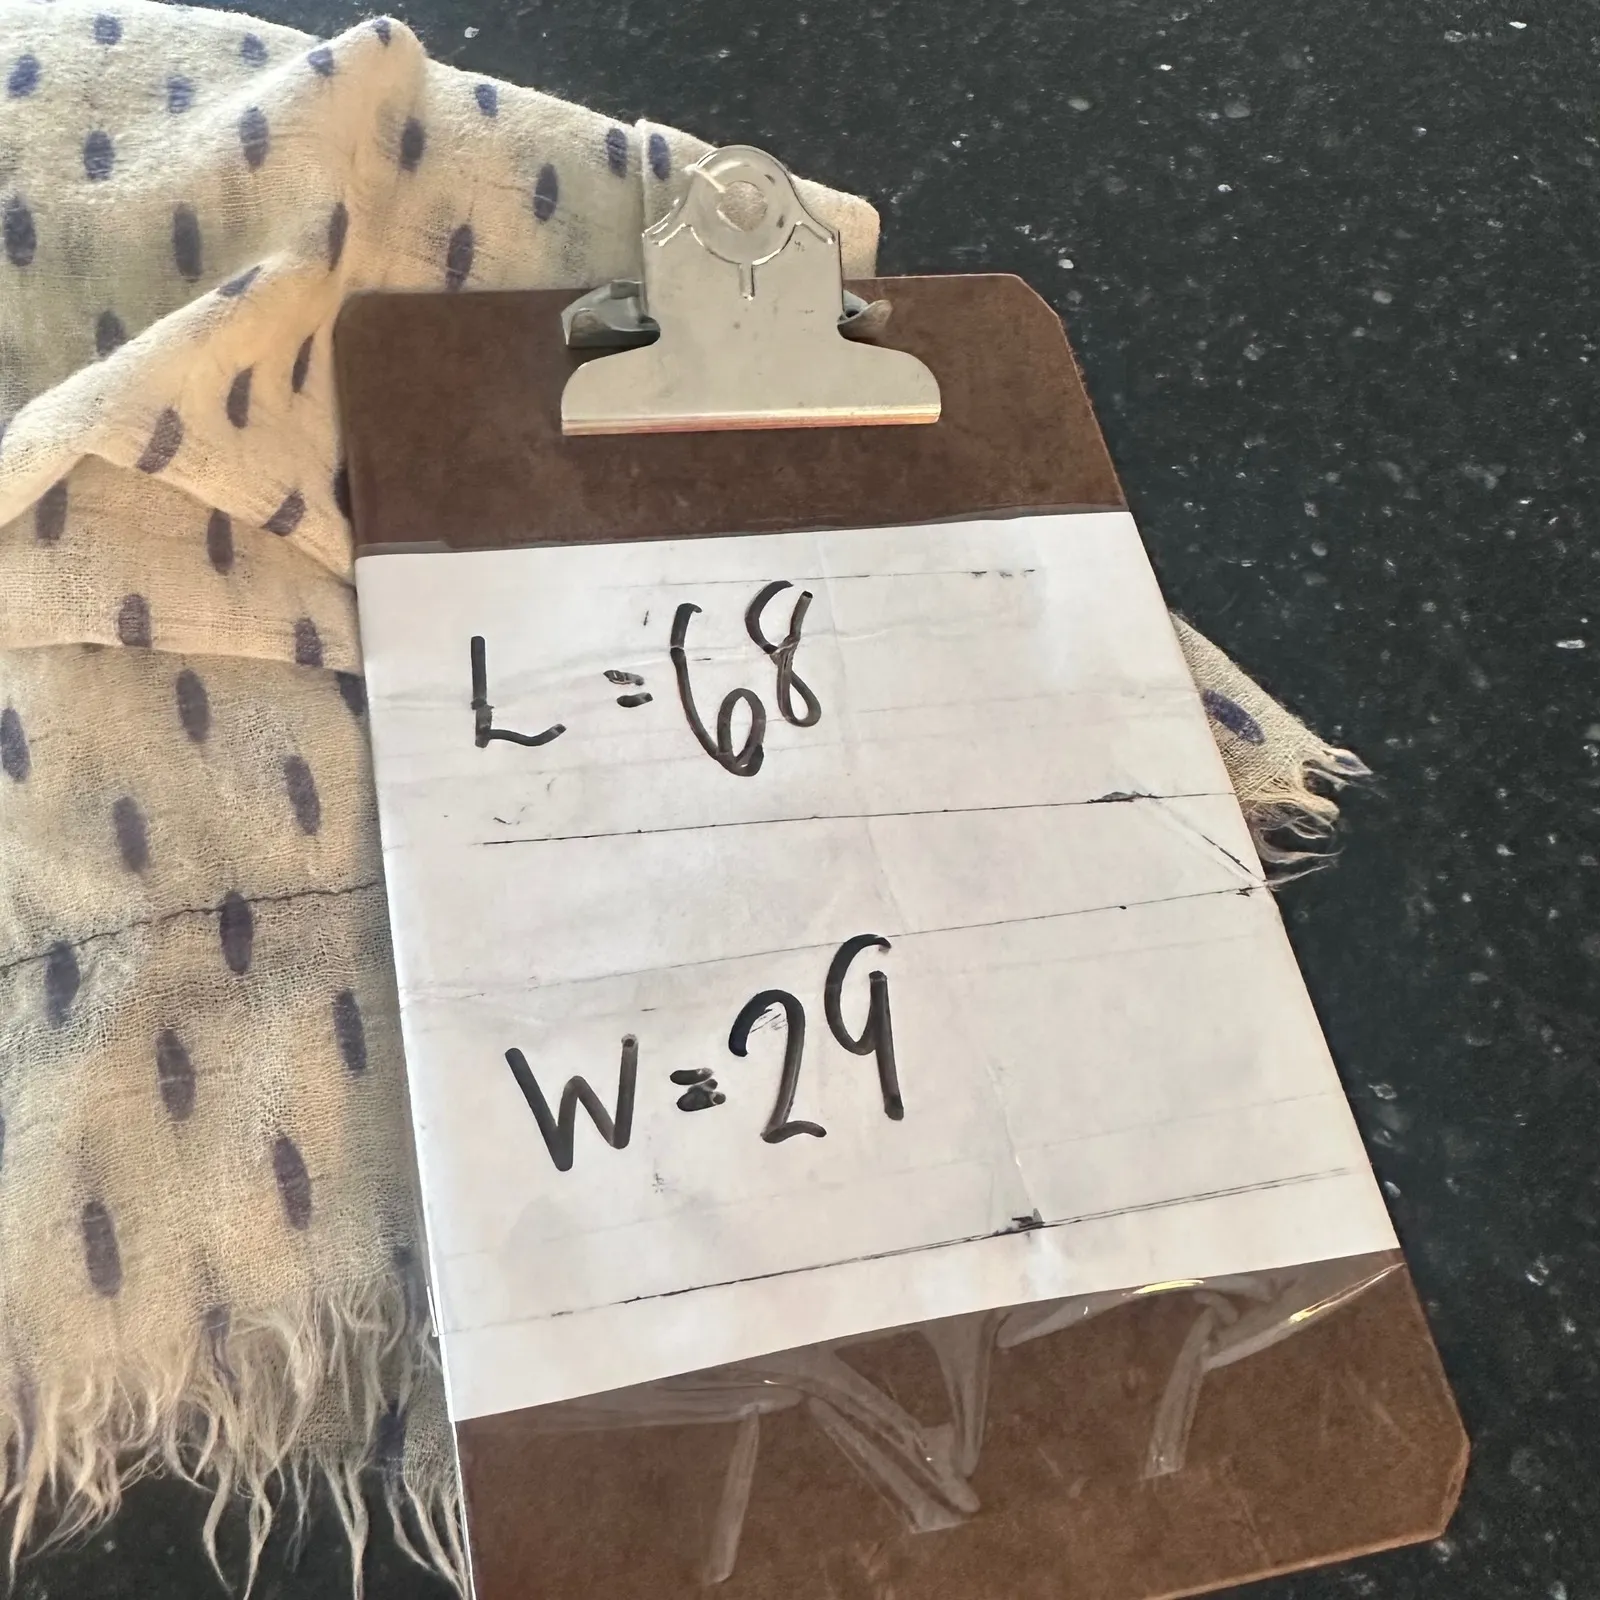 L = 68
W = 29